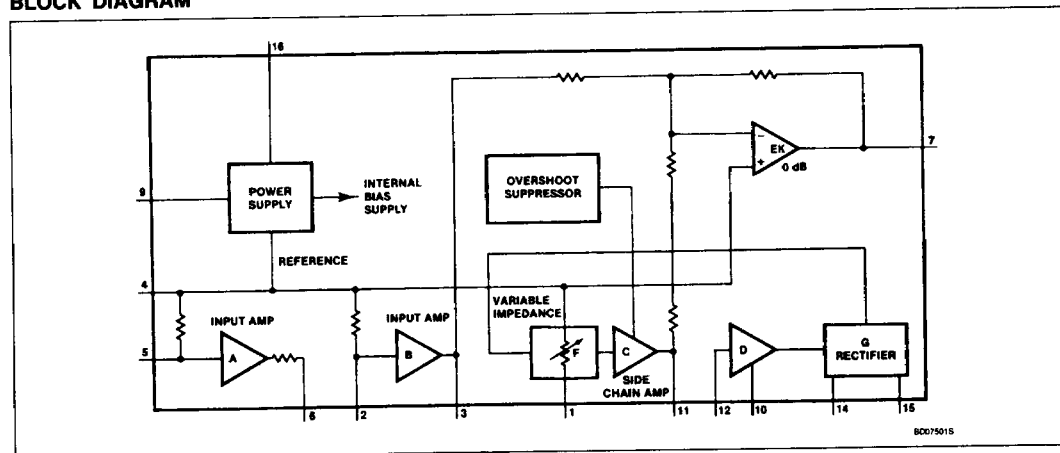 BLOCK DIAGRAM
16
7
EK
0 dB
9
POWER
SUPPLY
INTERNAL
BIAS
SUPPLY
OVERSHOOT
SUPPRESSOR
REFERENCE
4
VARIABLE
IMPEDANCE
INPUT AMP
INPUT AMP
5
A
B
F
C
D
G
RECTIFIER
SIDE
CHAIN AMP
6
2
3
1
11
12
10
14
15
BD07501S